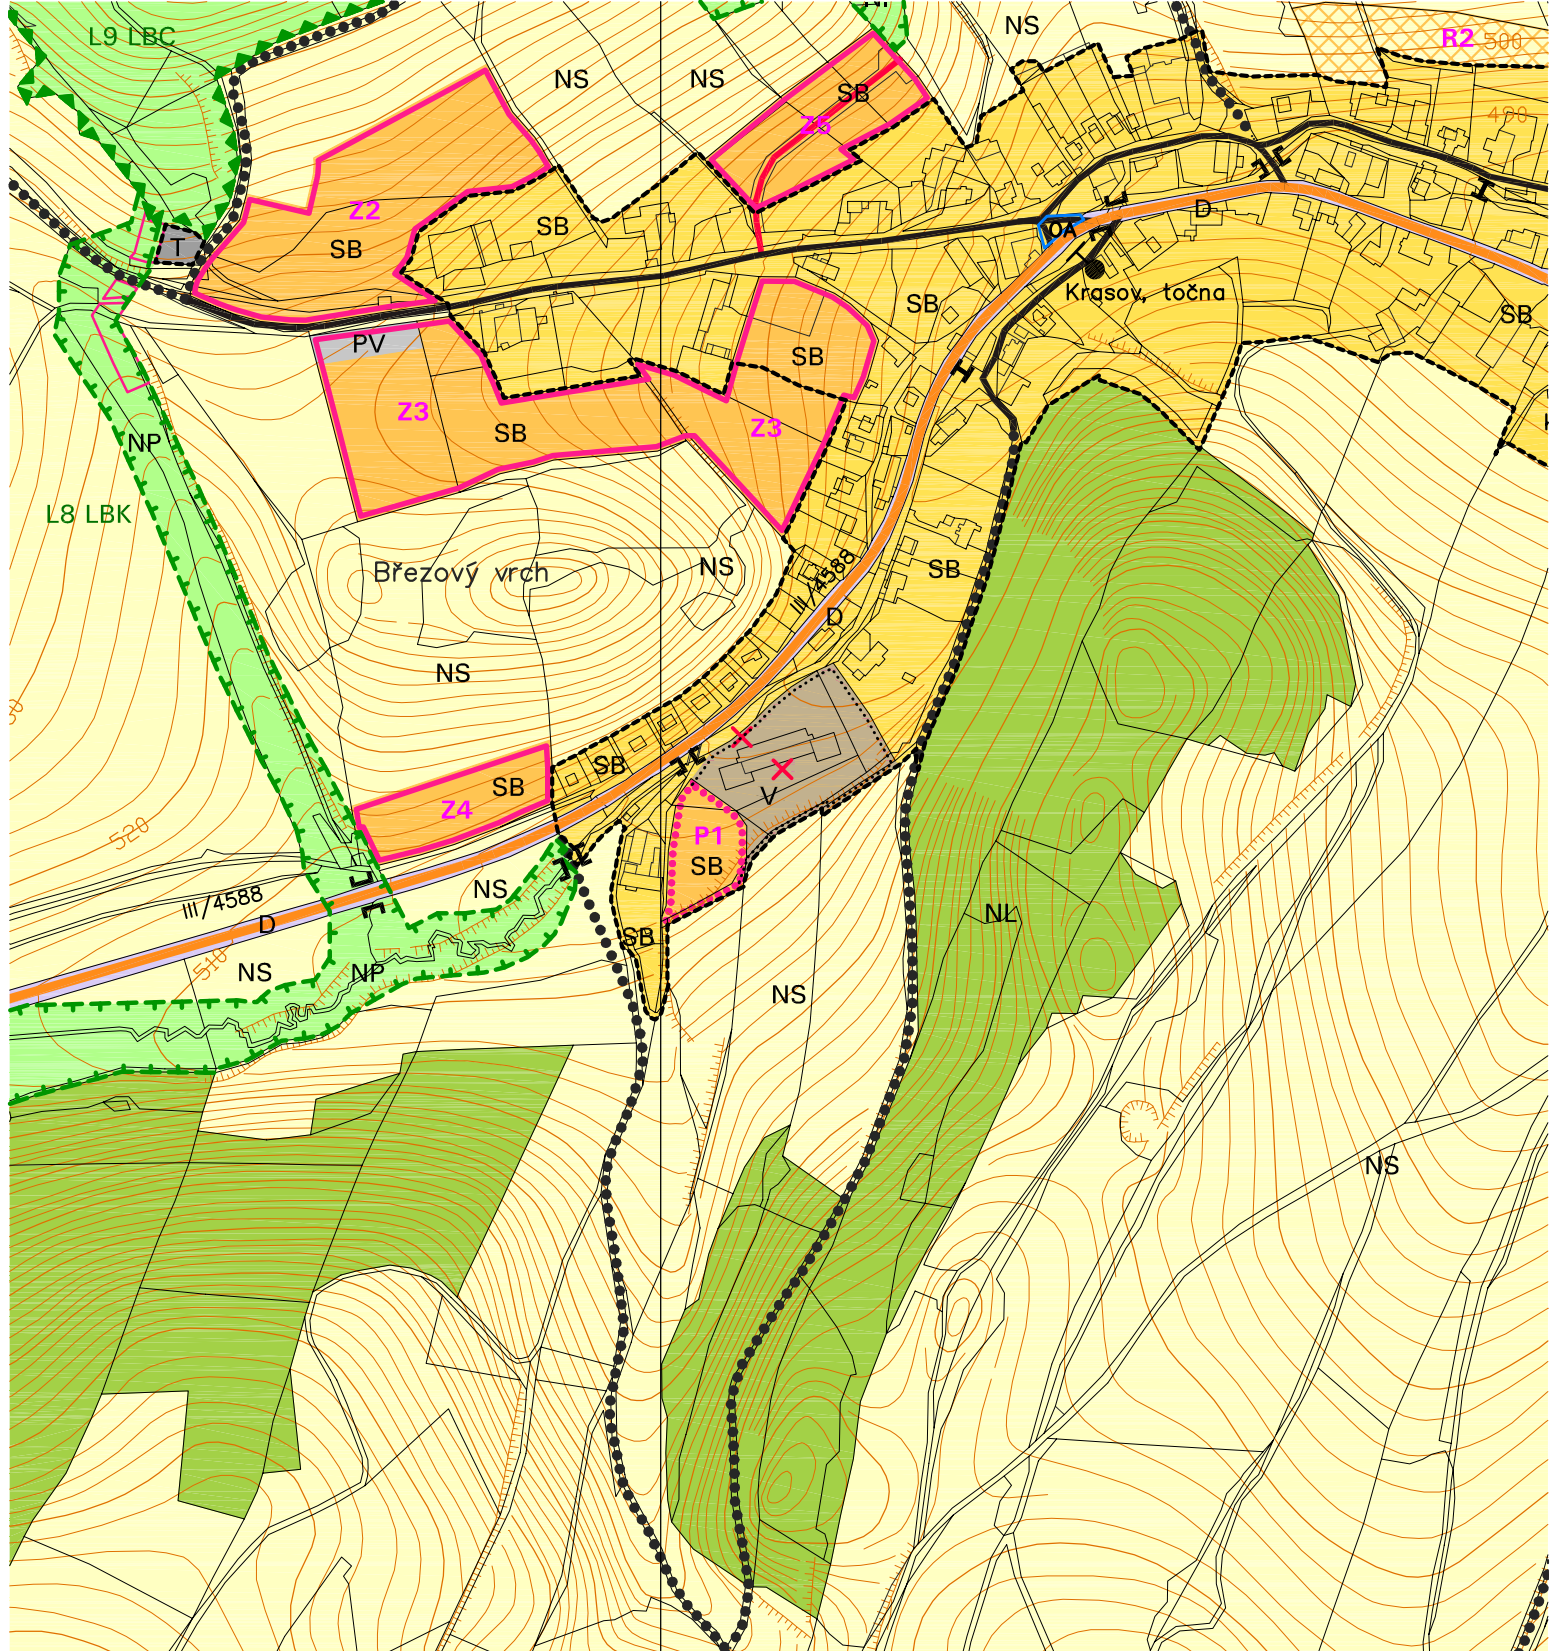 NS
L9 LBC
R2
500
NS
NS
SB
490
Z5
Z2
D
SB
OA
T
SB
Krasov, točna
SB
SB
PV
SB
Z3
Z3
SB
NP
L8 LBK
NS
Březový vrch
SB
III/4588
D
NS
SB
SB
V
Z4
520
P1
SB
NS
III/4588
NL
D
SB
510
NS
NP
NS
NS